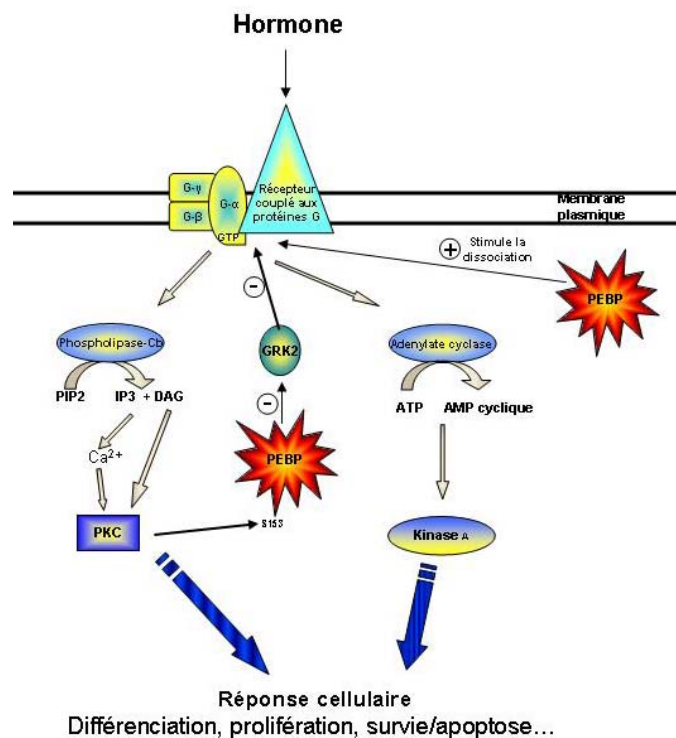 Hormone
G-γ
G-α
G-β
GTP
Récepteur
couplé aux
protéines G
Membrane
plasmique
+
Stimule la
dissociation
PEBP
-
Phospholipase-Cb
GRK2
Adenylate cyclase
PIP2
IP3 + DAG
ATP
AMP cyclique
-
Ca2+
PEBP
PKC
S153
Kinase A
Réponse cellulaire
Différenciation, prolifération, survie/apoptose…